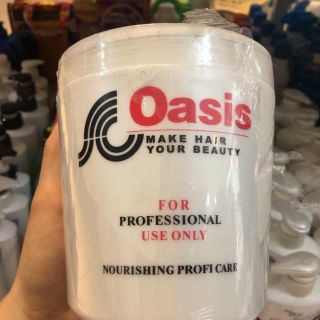 Oasis
MAKE HAIR
YOUR BEAUTY
FOR
PROFESSIONAL
USE ONLY
NOURISHING PROFI CARE